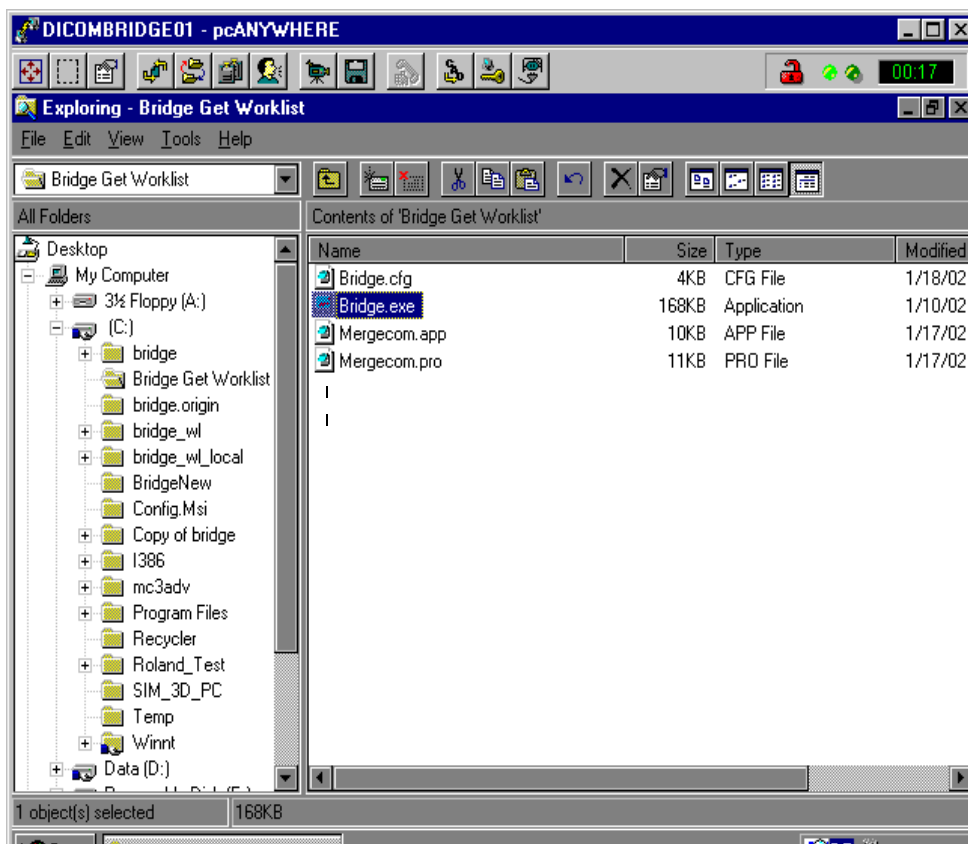 DICOMBRIDGE01 - pcANYWHERE
00:17
Exploring - Bridge Get Worklist
File Edit View Tools Help
Bridge Get Worklist
All Folders
Contents of 'Bridge Get Worklist'
Desktop
My Computer
3½ Floppy (A:)
(C:)
bridge
Bridge Get Worklist
bridge.origin
bridge_wl
bridge_wl_local
BridgeNew
Config.Msi
Copy of bridge
I386
mc3adv
Program Files
Recycler
Roland_Test
SIM_3D_PC
Temp
Winnt
Data (D:)
Name Size Type Modified
Bridge.cfg 4KB CFG File 1/18/02
Bridge.exe 168KB Application 1/10/02
Mergecom.app 10KB APP File 1/17/02
Mergecom.pro 11KB PRO File 1/17/02
1 object(s) selected 168KB